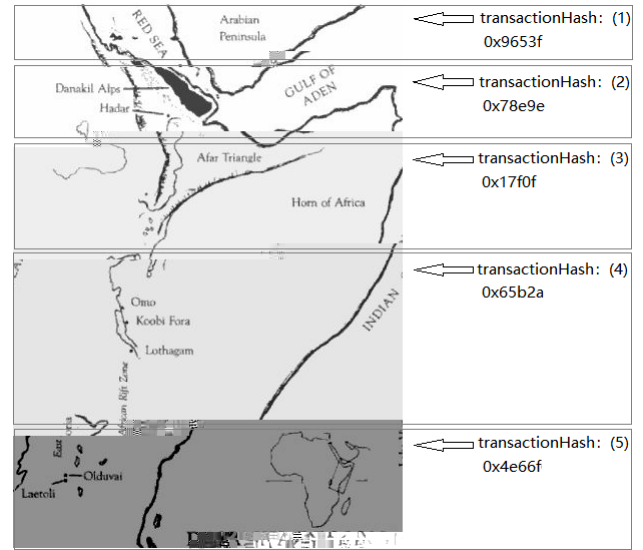 RED SEA
Arabian
Peninsula
transactionHash: (1)
0x9653f
Danakil Alps
Hadar
GULF OF
ADEN
transactionHash: (2)
0x78e9e
Afar Triangle
Horn of Africa
transactionHash: (3)
0x17f0f
Omo
Koobi Fora
Lothagam
African Rift Zone
INDIAN
transactionHash: (4)
0x65b2a
East
Olduvai
Laetoli
transactionHash: (5)
0x4e66f